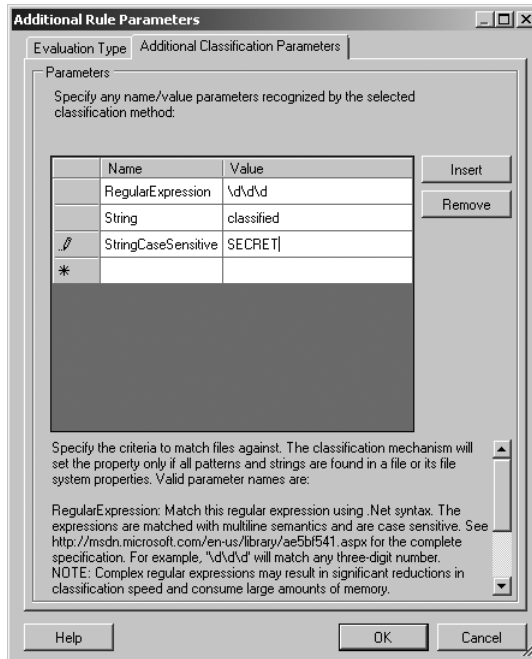 Additional Rule Parameters
Evaluation Type Additional Classification Parameters
Parameters
Specify any name/value parameters recognized by the selected
classification method:
Name Value
RegularExpression \d\d\d
String classified
StringCaseSensitive SECRET
Insert
Remove
Specify the criteria to match files against. The classification mechanism will
set the property only if all patterns and strings are found in a file or its file
system properties. Valid parameter names are:
RegularExpression: Match this regular expression using .Net syntax. The
expressions are matched with multiline semantics and are case sensitive. See
http://msdn.microsoft.com/en-us/library/ae5bf541.aspx for the complete
specification. For example, '\d\d\d' will match any three-digit number.
NOTE: Complex regular expressions may result in significant reductions in
classification speed and consume large amounts of memory.
Help OK Cancel